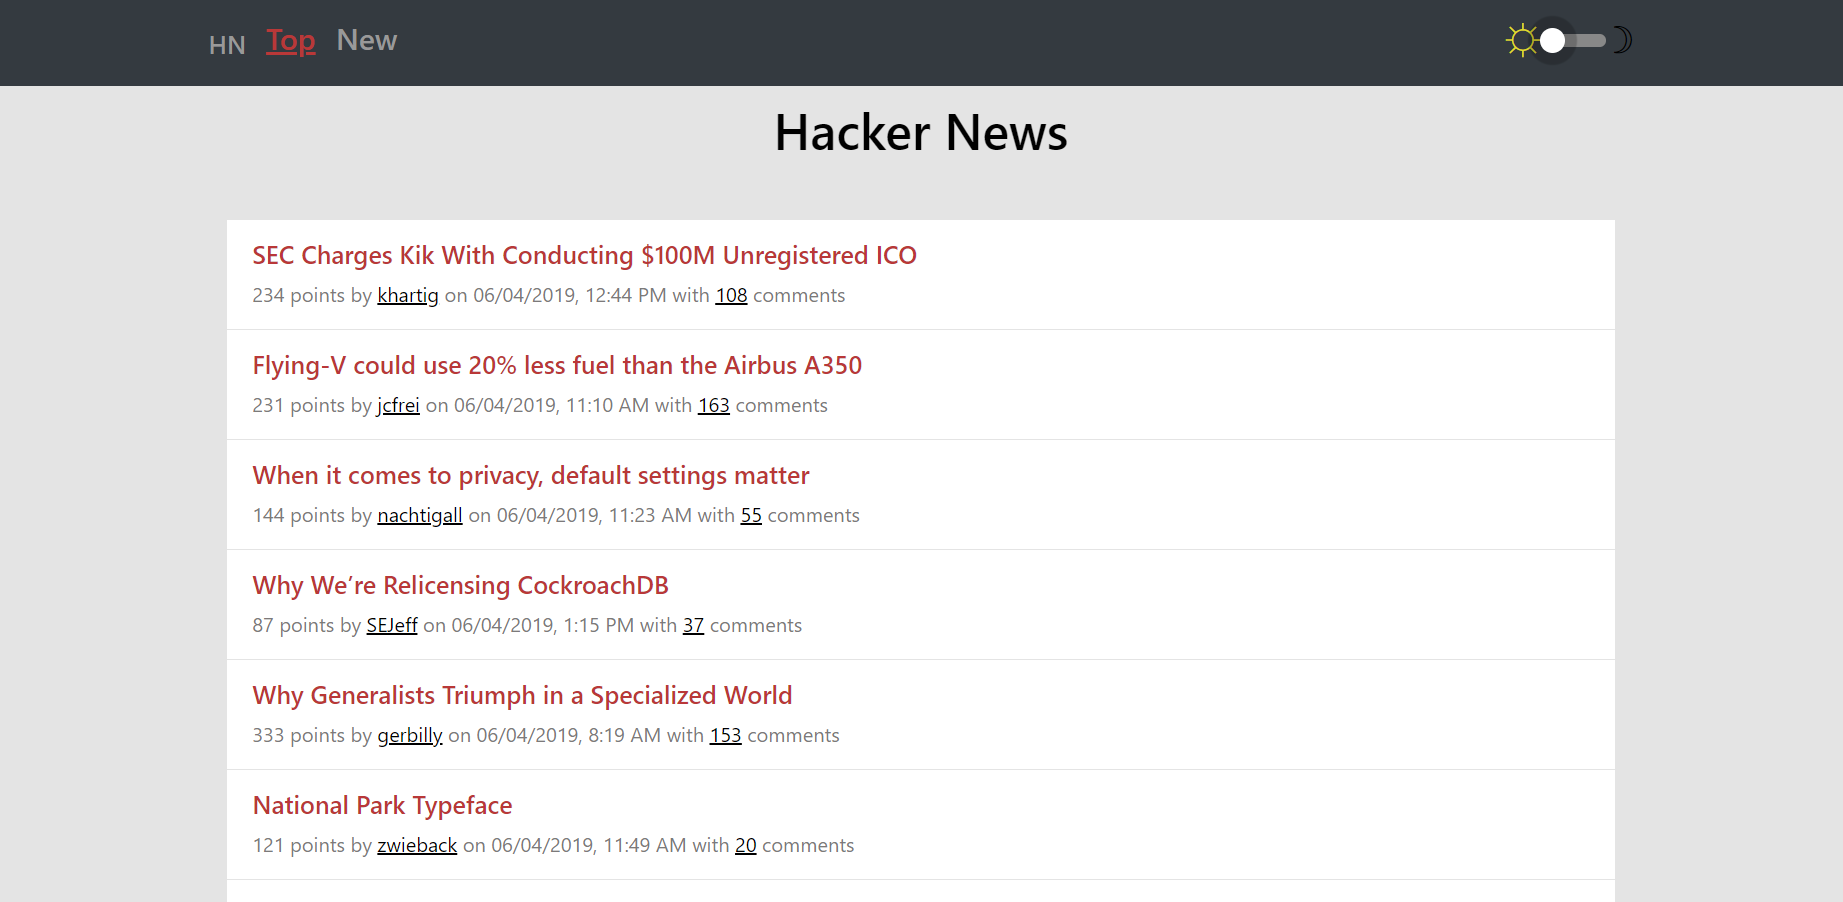 HN Top New
Hacker News
SEC Charges Kik With Conducting $100M Unregistered ICO
234 points by khartig on 06/04/2019, 12:44 PM with 108 comments
Flying-V could use 20% less fuel than the Airbus A350
231 points by jcfrei on 06/04/2019, 11:10 AM with 163 comments
When it comes to privacy, default settings matter
144 points by nachtigall on 06/04/2019, 11:23 AM with 55 comments
Why We’re Relicensing CockroachDB
87 points by SEJeff on 06/04/2019, 1:15 PM with 37 comments
Why Generalists Triumph in a Specialized World
333 points by gerbilly on 06/04/2019, 8:19 AM with 153 comments
National Park Typeface
121 points by zwieback on 06/04/2019, 11:49 AM with 20 comments